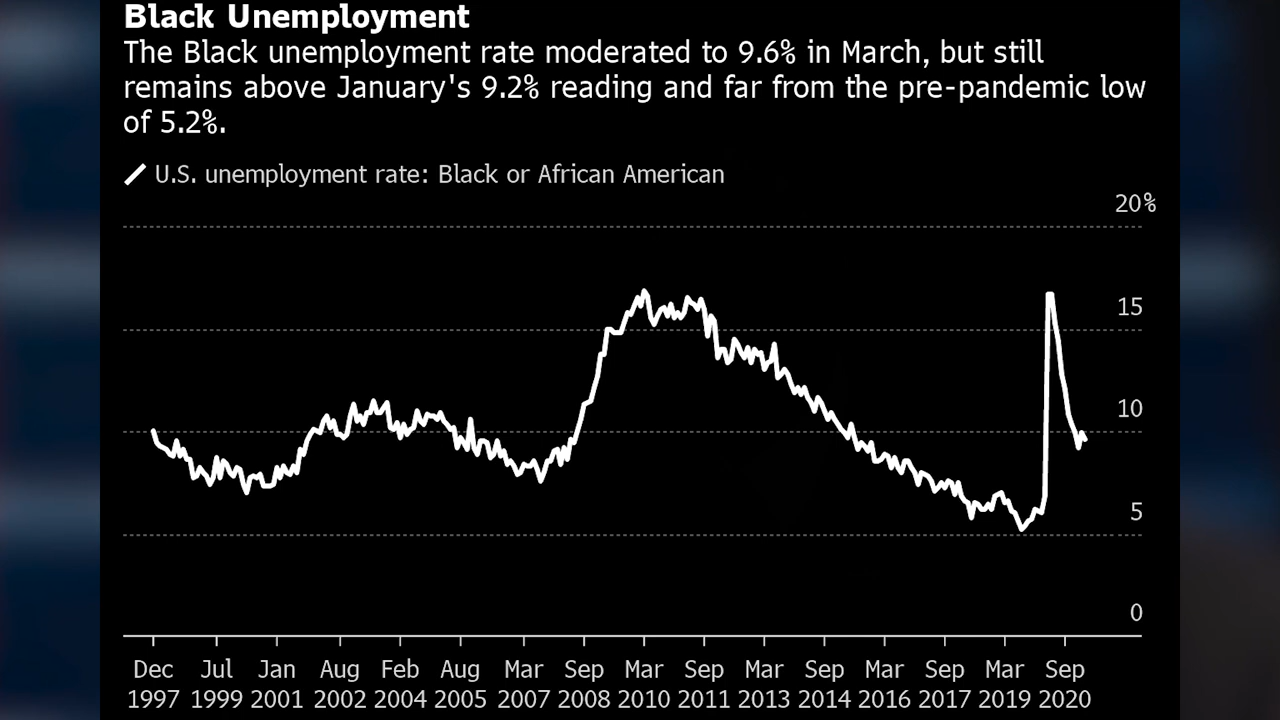 Black Unemployment
The Black unemployment rate moderated to 9.6% in March, but still
remains above January's 9.2% reading and far from the pre-pandemic low
of 5.2%.
U.S. unemployment rate: Black or African American
20%
15
10
5
0
Dec Jul Jan Aug Feb Aug Mar Sep Mar Sep Mar Sep Mar Sep Mar Sep
1997 1999 2001 2002 2004 2005 2007 2008 2010 2011 2013 2014 2016 2017 2019 2020